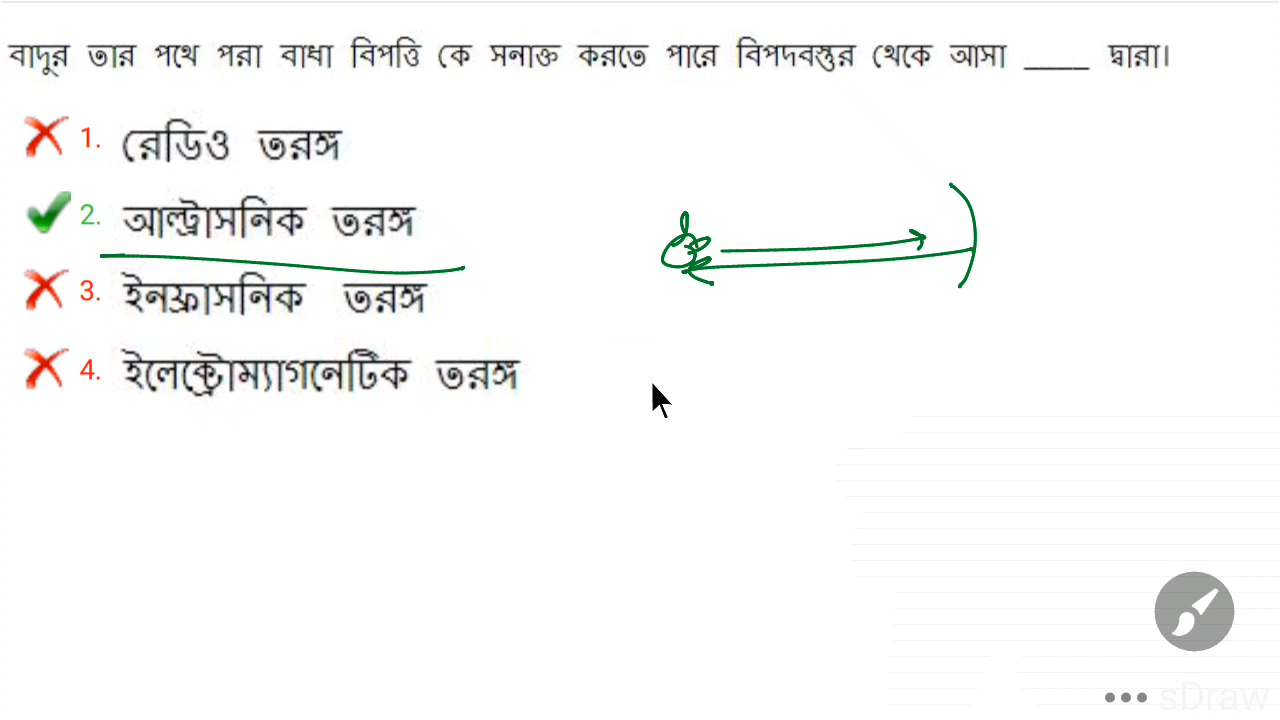 বাদুর তার পথে পরা বাধা বিপত্তি কে সনাক্ত করতে পারে বিপদবস্তুর থেকে আসা ____ দ্বারা।
1. রেডিও তরঙ্গ
2. আল্ট্রাসনিক তরঙ্গ
3. ইনফ্রাসনিক তরঙ্গ
4. ইলেক্ট্রোম্যাগনেটিক তরঙ্গ
sDraw